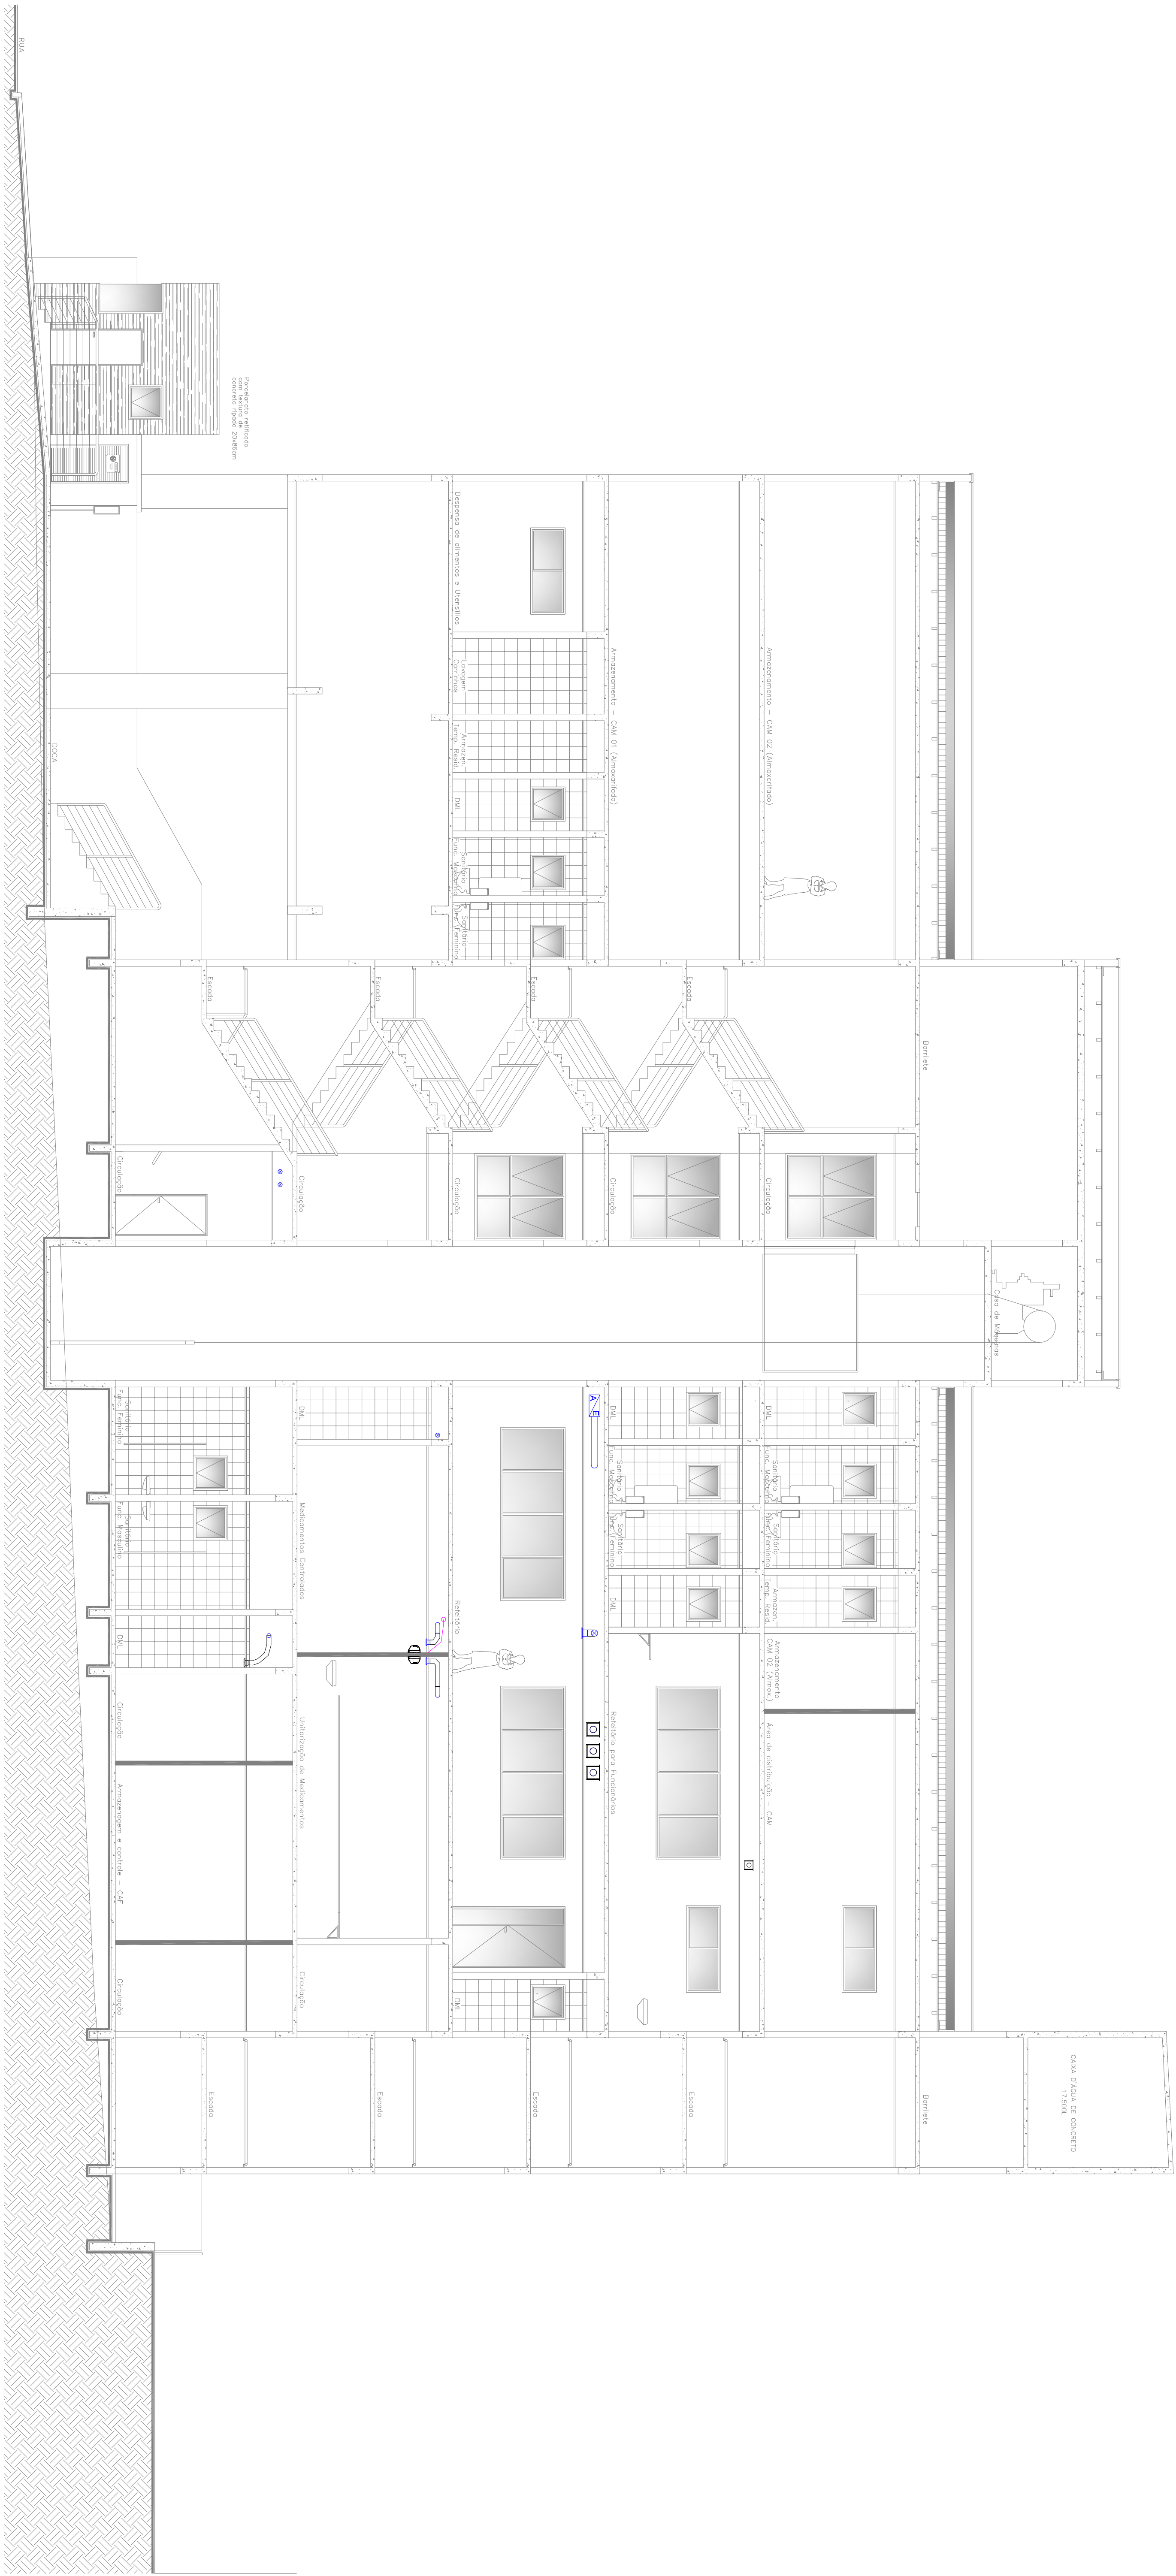 RUA
Porcelanato retificado
com textura de
concreto ripado 20x86cm
DOCA
Despensa de alimentos e Utensílios
Lavagem
Carrinhos
Armazen.
Temp. Resid.
DML
Sanitário
Func. Masculino
Sanitário
Func. Feminino
Armazenamento - CAM 01 (Almoxarifado)
Armazenamento - CAM 02 (Almoxarifado)
Escada
Escada
Escada
Escada
Barrilete
Circulação
Circulação
Circulação
Circulação
Casa de Máquinas
Sanitário
Func. Feminino
Sanitário
Func. Masculino
DML
Circulação
Armazenagem e controle - CAF
Circulação
DML
Medicamentos Controlados
Unitarização de Medicamentos
Circulação
Refeitório
DML
A
E
DML
Sanitário
Func. Masculino
Sanitário
Func. Feminino
DML
Refeitório para Funcionários
DML
Sanitário
Func. Masculino
Sanitário
Func. Feminino
Armazen.
Temp. Resid.
Armazenamento
CAM 02 (Almox.)
Área de distribuição - CAM
Escada
Escada
Escada
Escada
Barrilete
CAIXA D'ÁGUA DE CONCRETO
17.500L